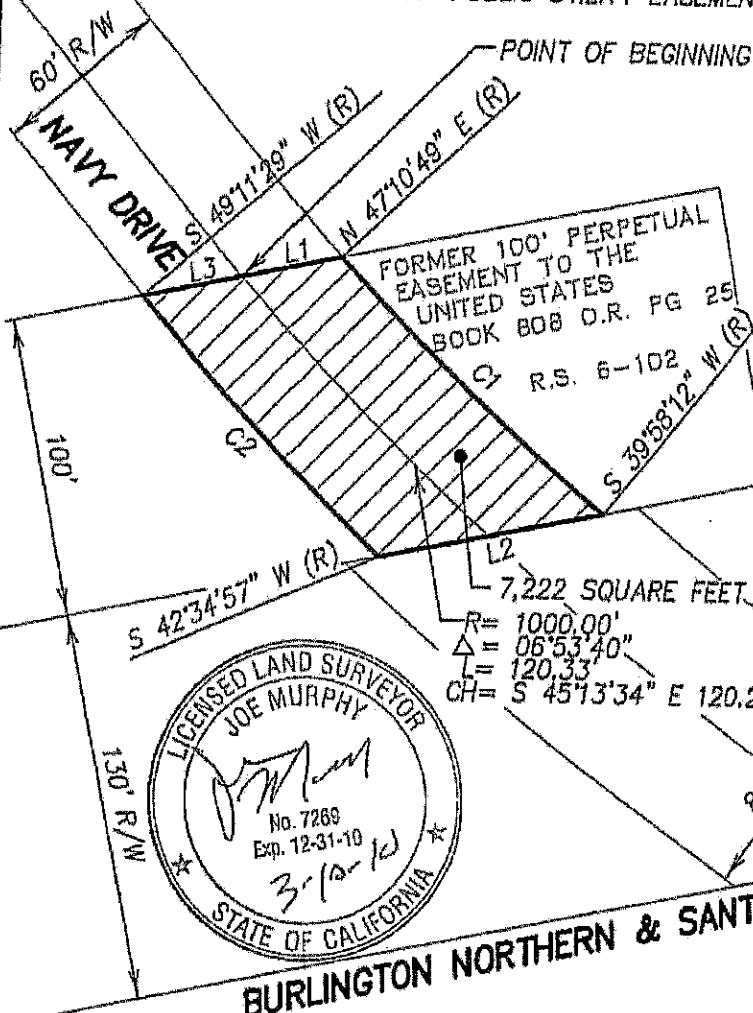 POINT OF BEGINNING
60' R/W
NAVY DRIVE
S 49°11'29" W (R)
N 47°10'49" E (R)
L3
L1
FORMER 100' PERPETUAL
EASEMENT TO THE
UNITED STATES
BOOK 808 O.R. PG 25
R.S. 6-102
C1
C2
S 39°58'12" W (R)
100'
L2
S 42°34'57" W (R)
7,222 SQUARE FEET
R= 1000.00'
△ = 06°53'40"
L= 120.33'
CH= S 45°13'34" E 120.2
130' R/W
LICENSED LAND SURVEYOR
JOE MURPHY
No. 7269
Exp. 12-31-10
3-10-10
STATE OF CALIFORNIA
BURLINGTON NORTHERN & SANT